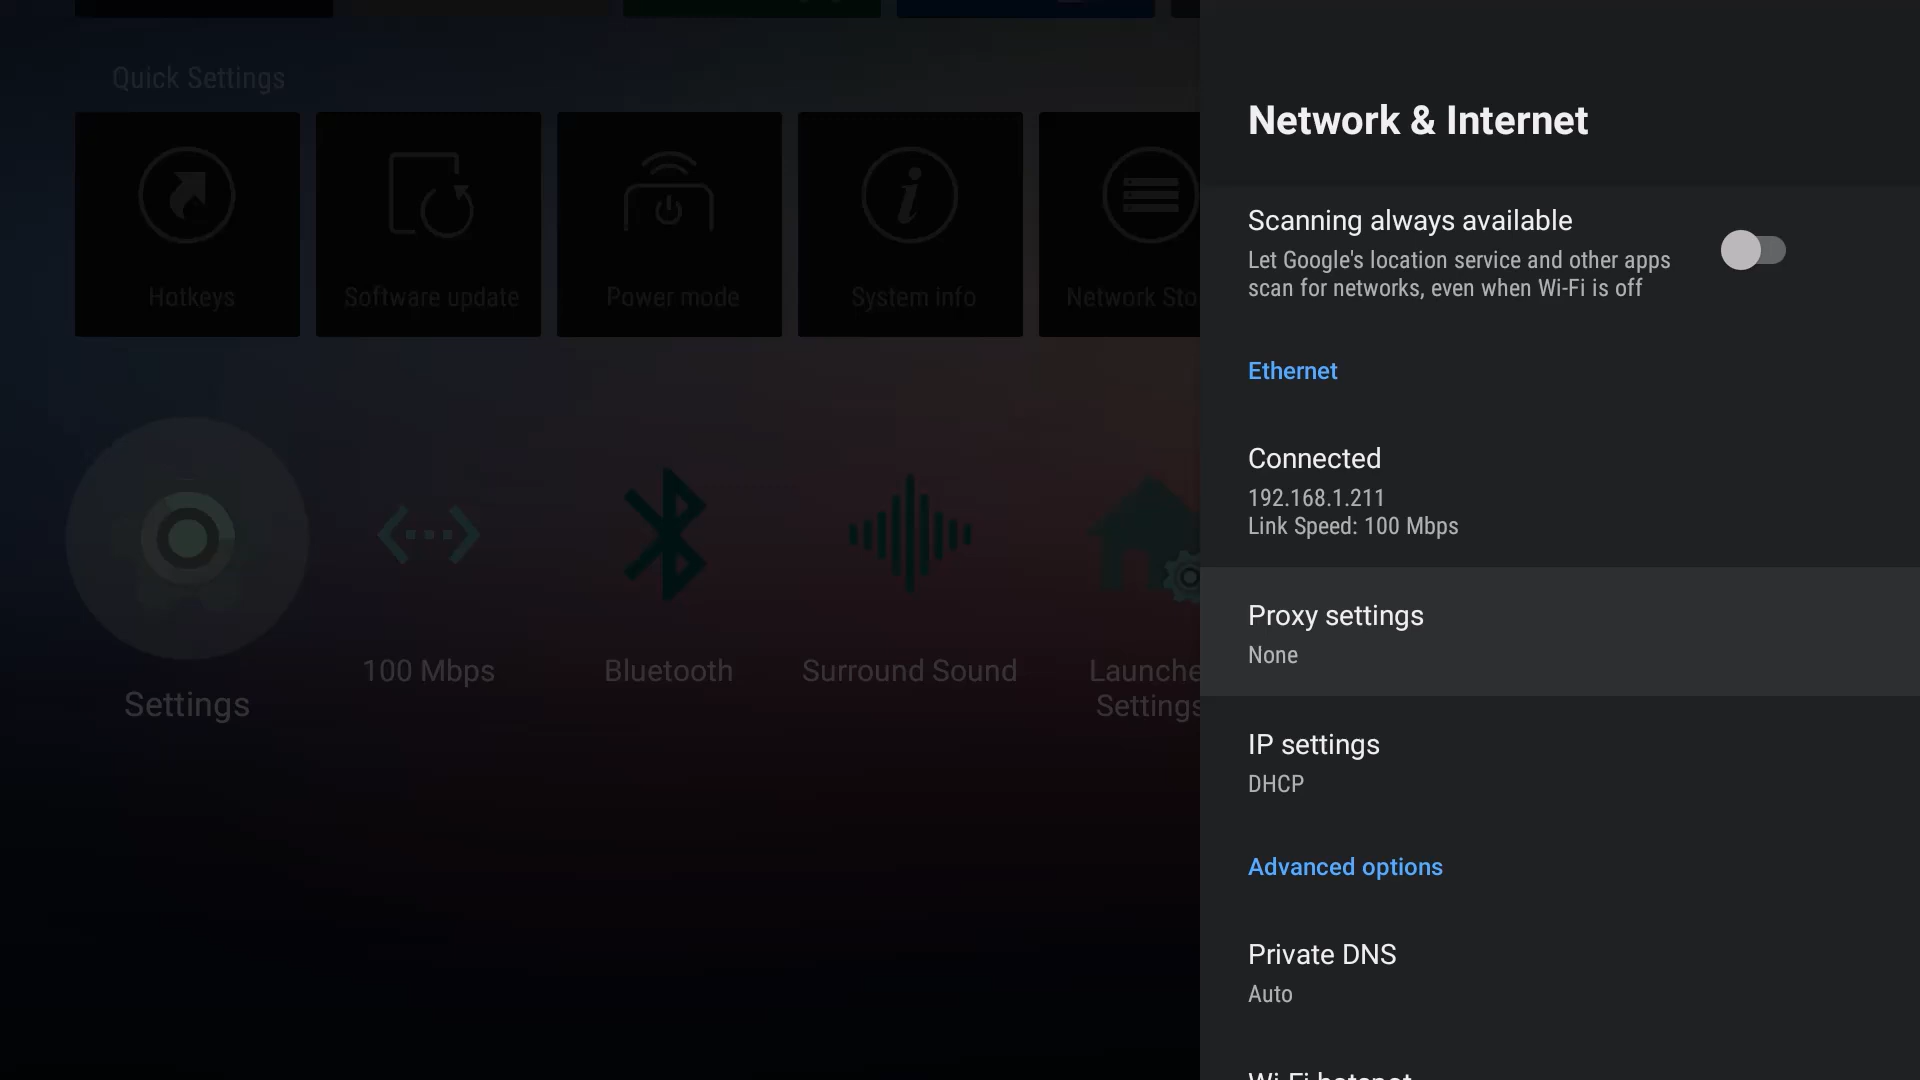 Quick Settings
Hotkeys
Software update
Power mode
System info
Network Sto
Settings
100 Mbps
Bluetooth
Surround Sound
Launche
Settings
Network & Internet
Scanning always available
Let Google's location service and other apps
scan for networks, even when Wi-Fi is off
Ethernet
Connected
192.168.1.211
Link Speed: 100 Mbps
Proxy settings
None
IP settings
DHCP
Advanced options
Private DNS
Auto
Wi-Fi hotspot